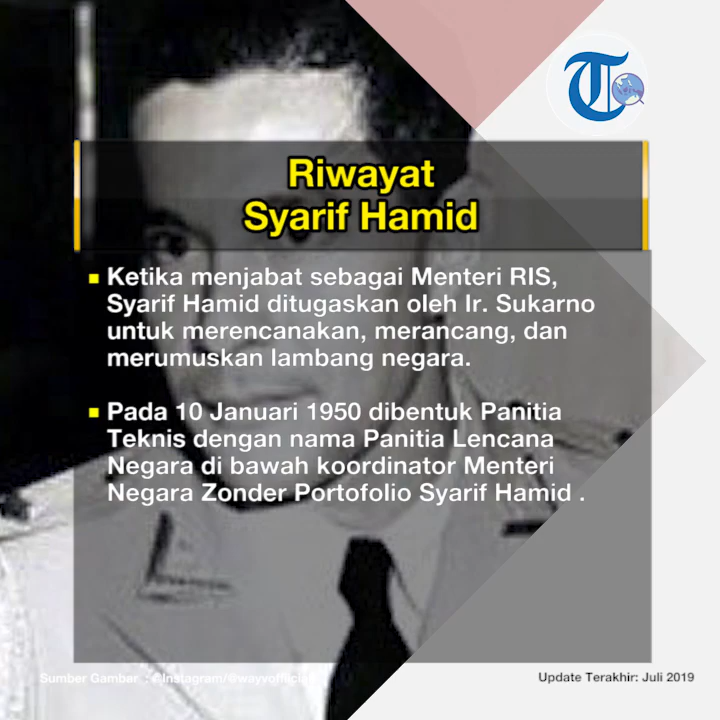 Riwayat
Syarif Hamid
Ketika menjabat sebagai Menteri RIS,
Syarif Hamid ditugaskan oleh Ir. Sukarno
untuk merencanakan, merancang, dan
merumuskan lambang negara.
Pada 10 Januari 1950 dibentuk Panitia
Teknis dengan nama Panitia Lencana
Negara di bawah koordinator Menteri
Negara Zonder Portofolio Syarif Hamid .
Sumber Gambar :
Update Terakhir: Juli 2019